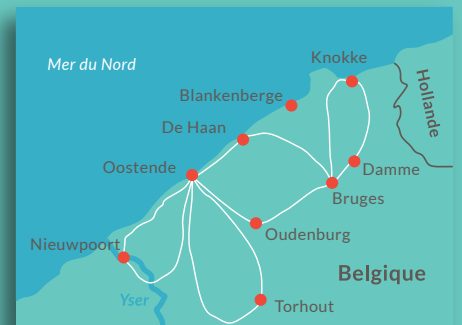 Knokke
Mer du Nord
Hollande
Blankenberge
De Haan
Oostende
Damme
Bruges
Oudenburg
Nieuwpoort
Belgique
Yser
Torhout